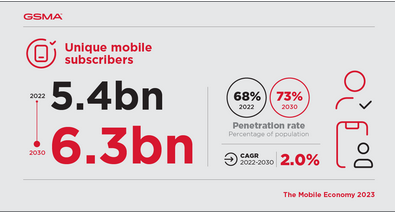 GSMA
Unique mobile
subscribers
2022
5.4bn
2030
6.3bn
68%
2022
73%
2030
Penetration rate
Percentage of population
CAGR
2022-2030
2.0%
The Mobile Economy 2023